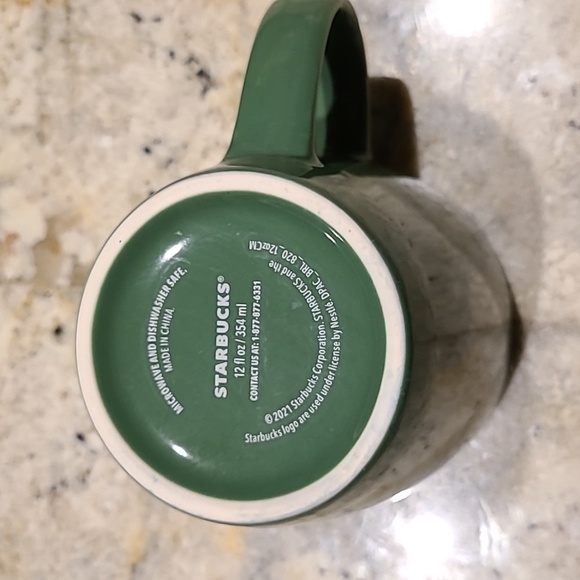 MICROWAVE AND DISHWASHER SAFE.
MADE IN CHINA.
STARBUCKS®
12 fl oz / 354 ml
CONTACT US AT: 1-877-877-6331
©2021 Starbucks Corporation. STARBUCKS and the
Starbucks logo are used under license by Nestlé. DPAC_BRL_820_12ozCM